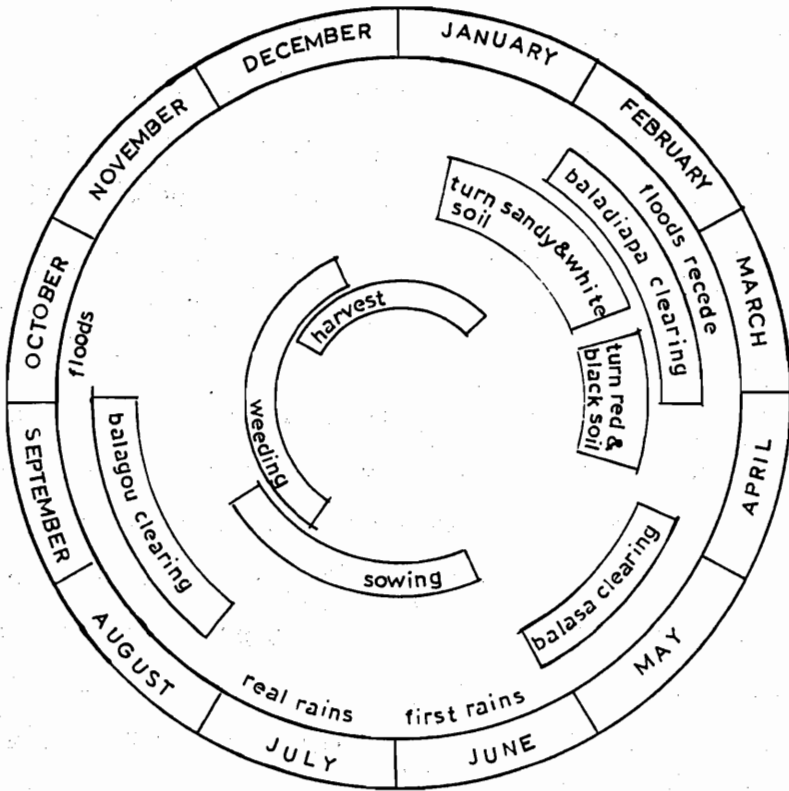 JANUARY
FEBRUARY
MARCH
APRIL
MAY
JUNE
JULY
AUGUST
SEPTEMBER
OCTOBER
NOVEMBER
DECEMBER
floods recede
baladiapa clearing
turn sandy&white
soil
turn red &
black soil
balasa clearing
first rains
real rains
balagou clearing
floods
harvest
weeding
sowing